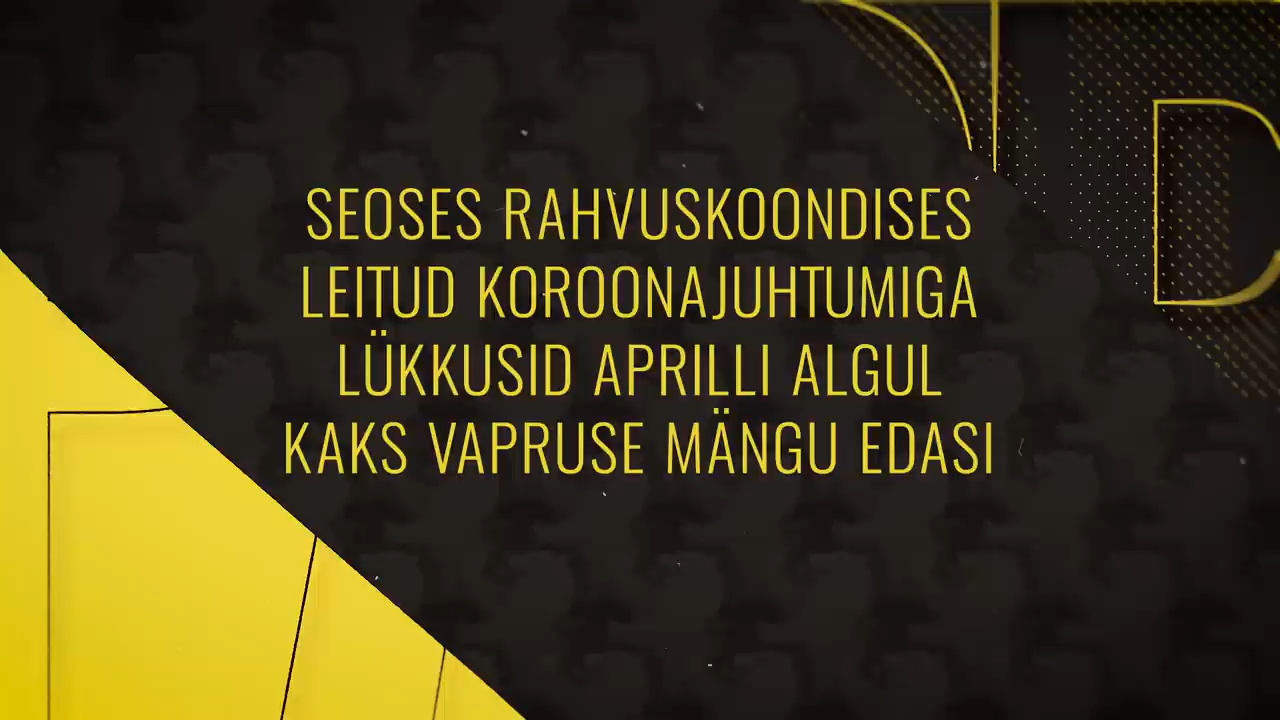 SEOSES RAHVUSKOONDISES
LEITUD KOROONAJUHTUMIGA
LÜKKUSID APRILLI ALGUL
KAKS VAPRUSE MÄNGU EDASI